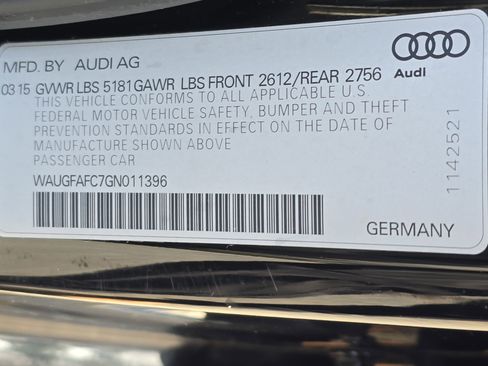 MFD. BY AUDI AG
03 15 GVWR LBS 5181 GAWR LBS FRONT 2612/REAR 2756
THIS VEHICLE CONFORMS TO ALL APPLICABLE U.S.
FEDERAL MOTOR VEHICLE SAFETY, BUMPER AND THEFT
PREVENTION STANDARDS IN EFFECT ON THE DATE OF
MANUFACTURE SHOWN ABOVE
PASSENGER CAR
WAUGFAFC7GN011396
Audi
1142521
GERMANY